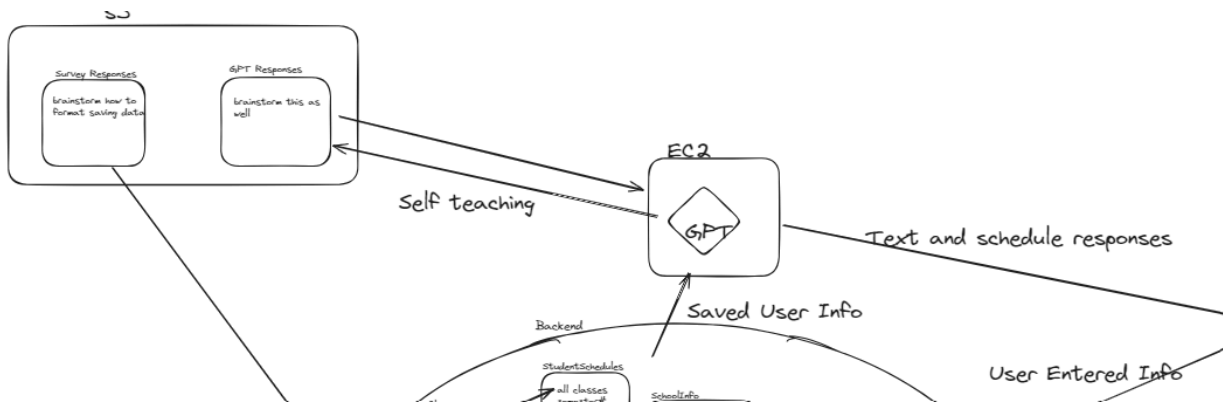 S3
Survey Responses
GPT Responses
brainstorm how to
format saving data
brainstorm this as
well
EC2
GPT
Self teaching
Text and schedule responses
Saved User Info
Backend
StudentSchedules
all classes
SchoolInfo
User Entered Info